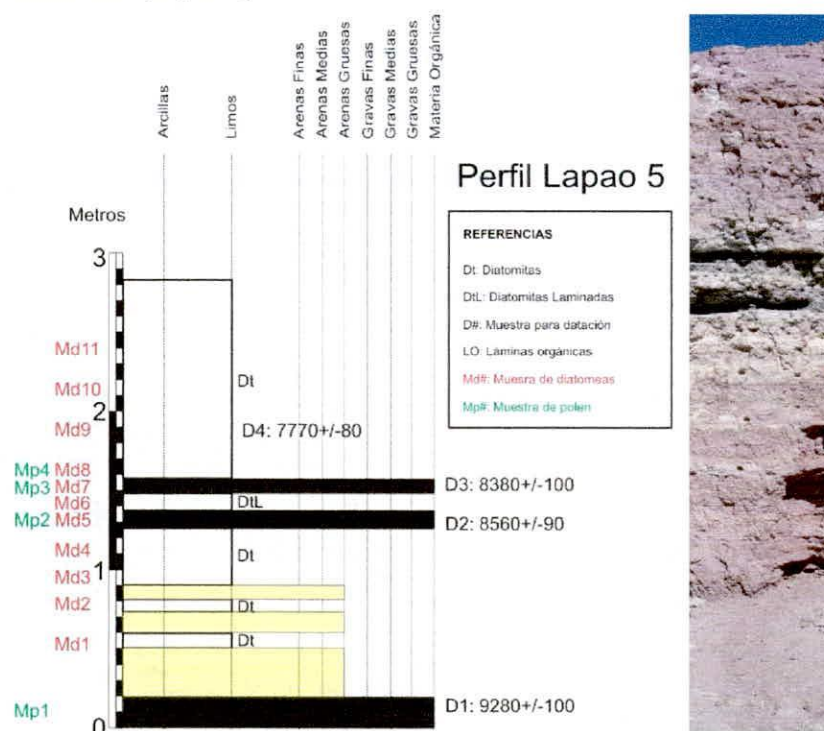 Arcillas
Limos
Arenas Finas
Arenas Medias
Arenas Gruesas
Gravas Finas
Gravas Medias
Gravas Gruesas
Materia Orgánica
Perfil Lapao 5
Metros
REFERENCIAS
Dt: Diatomitas
DtL: Diatomitas Laminadas
D#: Muestra para datación
LO: Láminas orgánicas
Md#: Muesra de diatomeas
Mp#: Muestra de polen
3
Md11
Md10
Dt
2
Md9
D4: 7770+/-80
Mp4 Md8
Mp3 Md7
D3: 8380+/-100
Md6
DtL
Mp2 Md5
D2: 8560+/-90
Md4
Dt
1
Md3
Md2
Dt
Md1
Dt
Mp1
D1: 9280+/-100
0